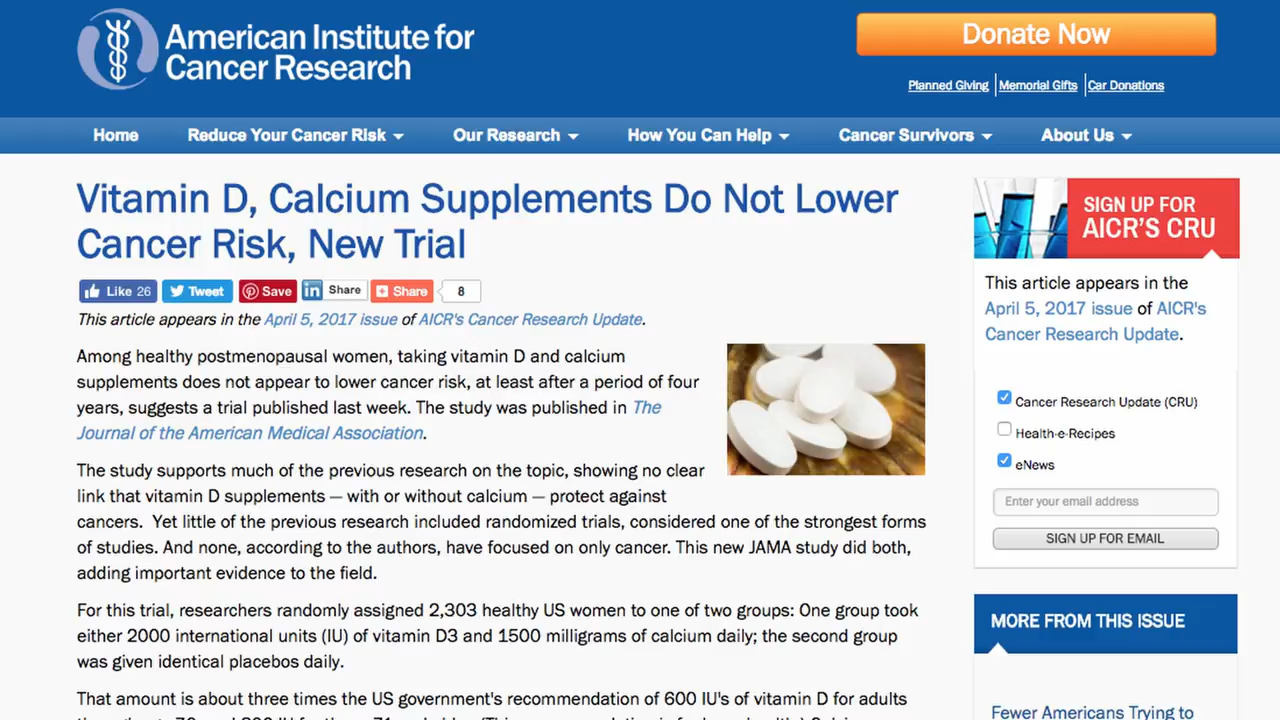 American Institute for
Cancer Research
Donate Now
Planned Giving
Memorial Gifts
Car Donations
Home
Reduce Your Cancer Risk
Our Research
How You Can Help
Cancer Survivors
About Us
Vitamin D, Calcium Supplements Do Not Lower
Cancer Risk, New Trial
Like 26
Tweet
Save
in Share
Share
8
This article appears in the April 5, 2017 issue of AICR's Cancer Research Update.
Among healthy postmenopausal women, taking vitamin D and calcium
supplements does not appear to lower cancer risk, at least after a period of four
years, suggests a trial published last week. The study was published in The
Journal of the American Medical Association.
The study supports much of the previous research on the topic, showing no clear
link that vitamin D supplements — with or without calcium — protect against
cancers. Yet little of the previous research included randomized trials, considered one of the strongest forms
of studies. And none, according to the authors, have focused on only cancer. This new JAMA study did both,
adding important evidence to the field.
For this trial, researchers randomly assigned 2,303 healthy US women to one of two groups: One group took
either 2000 international units (IU) of vitamin D3 and 1500 milligrams of calcium daily; the second group
was given identical placebos daily.
That amount is about three times the US government's recommendation of 600 IU's of vitamin D for adults
SIGN UP FOR
AICR'S CRU
This article appears in the
April 5, 2017 issue of AICR's
Cancer Research Update.
Cancer Research Update (CRU)
Health-e-Recipes
eNews
Enter your email address
SIGN UP FOR EMAIL
MORE FROM THIS ISSUE
Fewer Americans Trying to